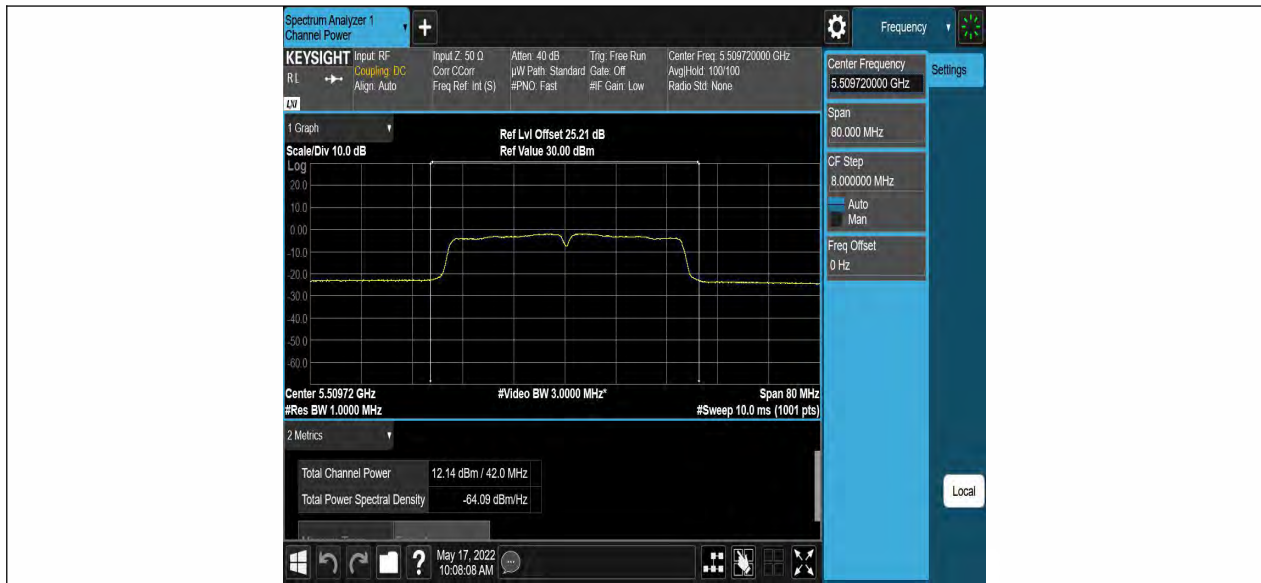 Spectrum Analyzer 1
Channel Power
Frequency
KEYSIGHT
Input: RF
Input Z: 50 Ω
Atten: 40 dB
Trig: Free Run
Center Freq: 5.509720000 GHz
R L
Coupling: DC
Corr CCorr
µW Path: Standard
Gate: Off
Avg|Hold: 100/100
Align: Auto
Freq Ref: Int (S)
#PNO: Fast
#IF Gain: Low
Radio Std: None
LXI
Center Frequency
5.509720000 GHz
Settings
Span
80.000 MHz
CF Step
8.000000 MHz
Auto
Man
Freq Offset
0 Hz
1 Graph
Ref Lvl Offset 25.21 dB
Scale/Div 10.0 dB
Ref Value 30.00 dBm
Log
20.0
10.0
0.00
-10.0
-20.0
-30.0
-40.0
-50.0
-60.0
Center 5.50972 GHz
#Video BW 3.0000 MHz*
Span 80 MHz
#Res BW 1.0000 MHz
#Sweep 10.0 ms (1001 pts)
2 Metrics
Total Channel Power 12.14 dBm / 42.0 MHz
Total Power Spectral Density -64.09 dBm/Hz
Local
May 17, 2022
10:08:08 AM